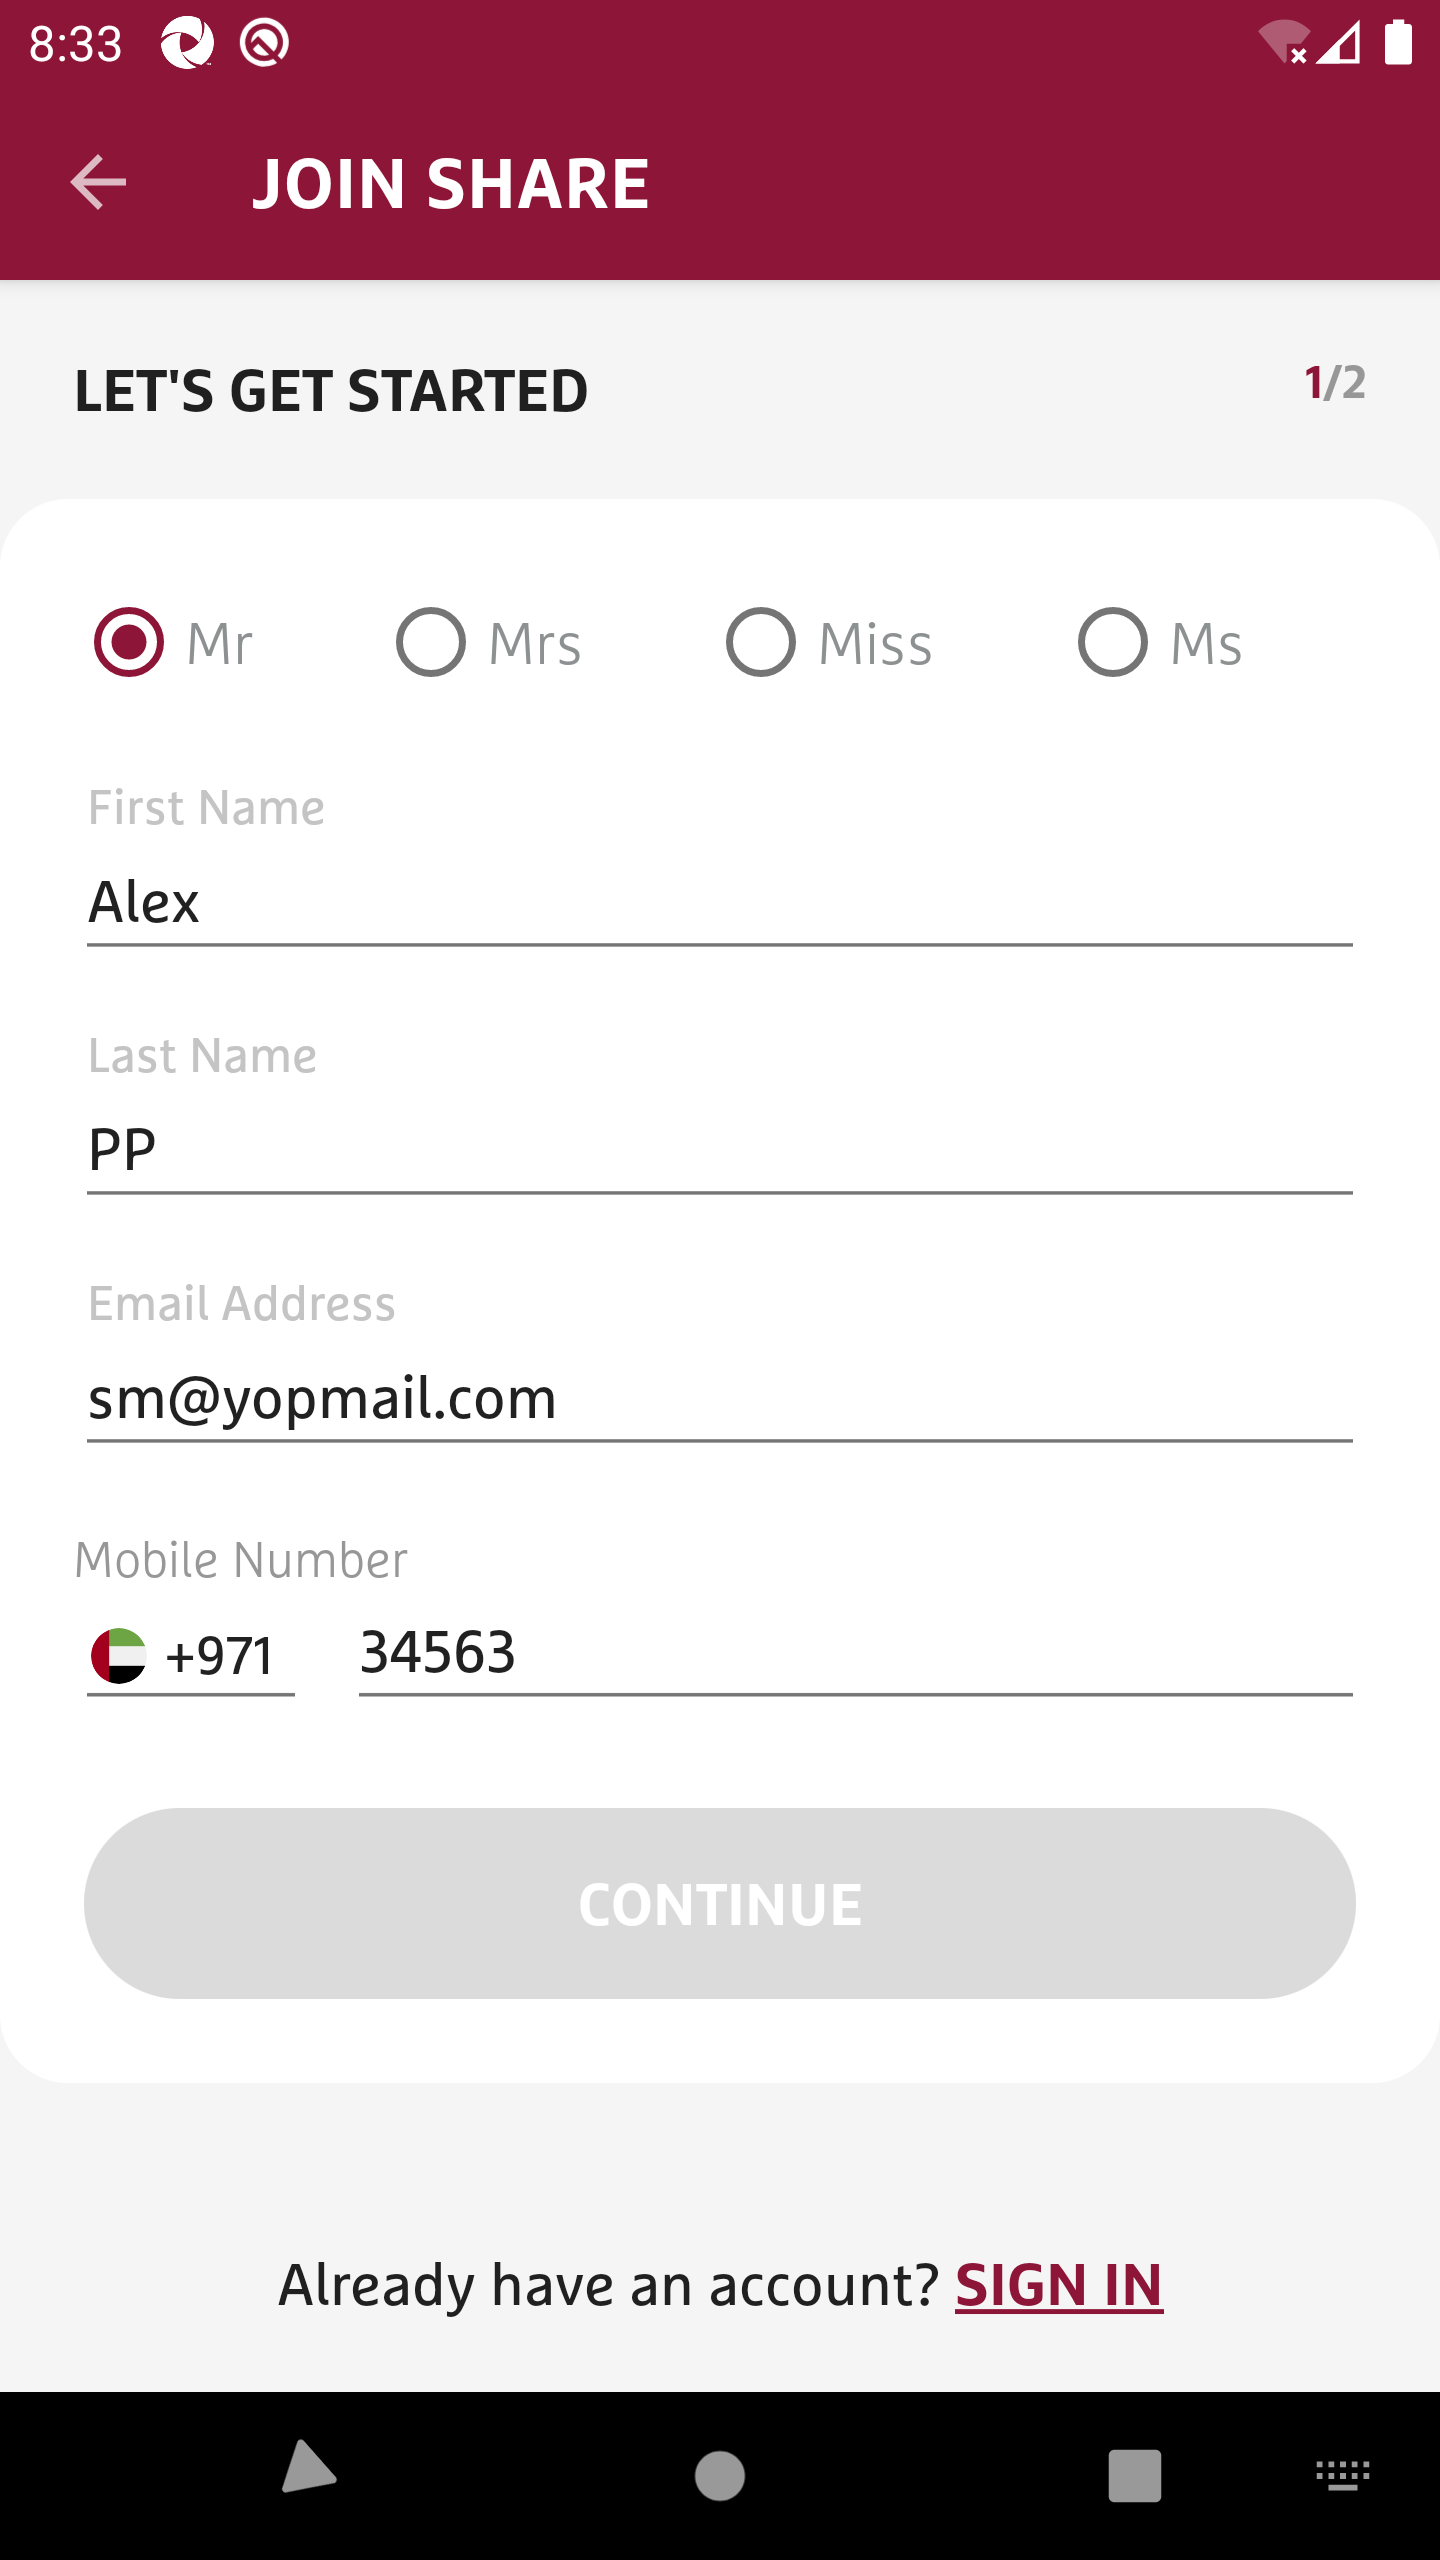 8:33
JOIN SHARE
LET'S GET STARTED
1/2
Mr Mrs Miss Ms
First Name
Alex
Last Name
PP
Email Address
sm@yopmail.com
Mobile Number
+971 34563
CONTINUE
Already have an account? SIGN IN